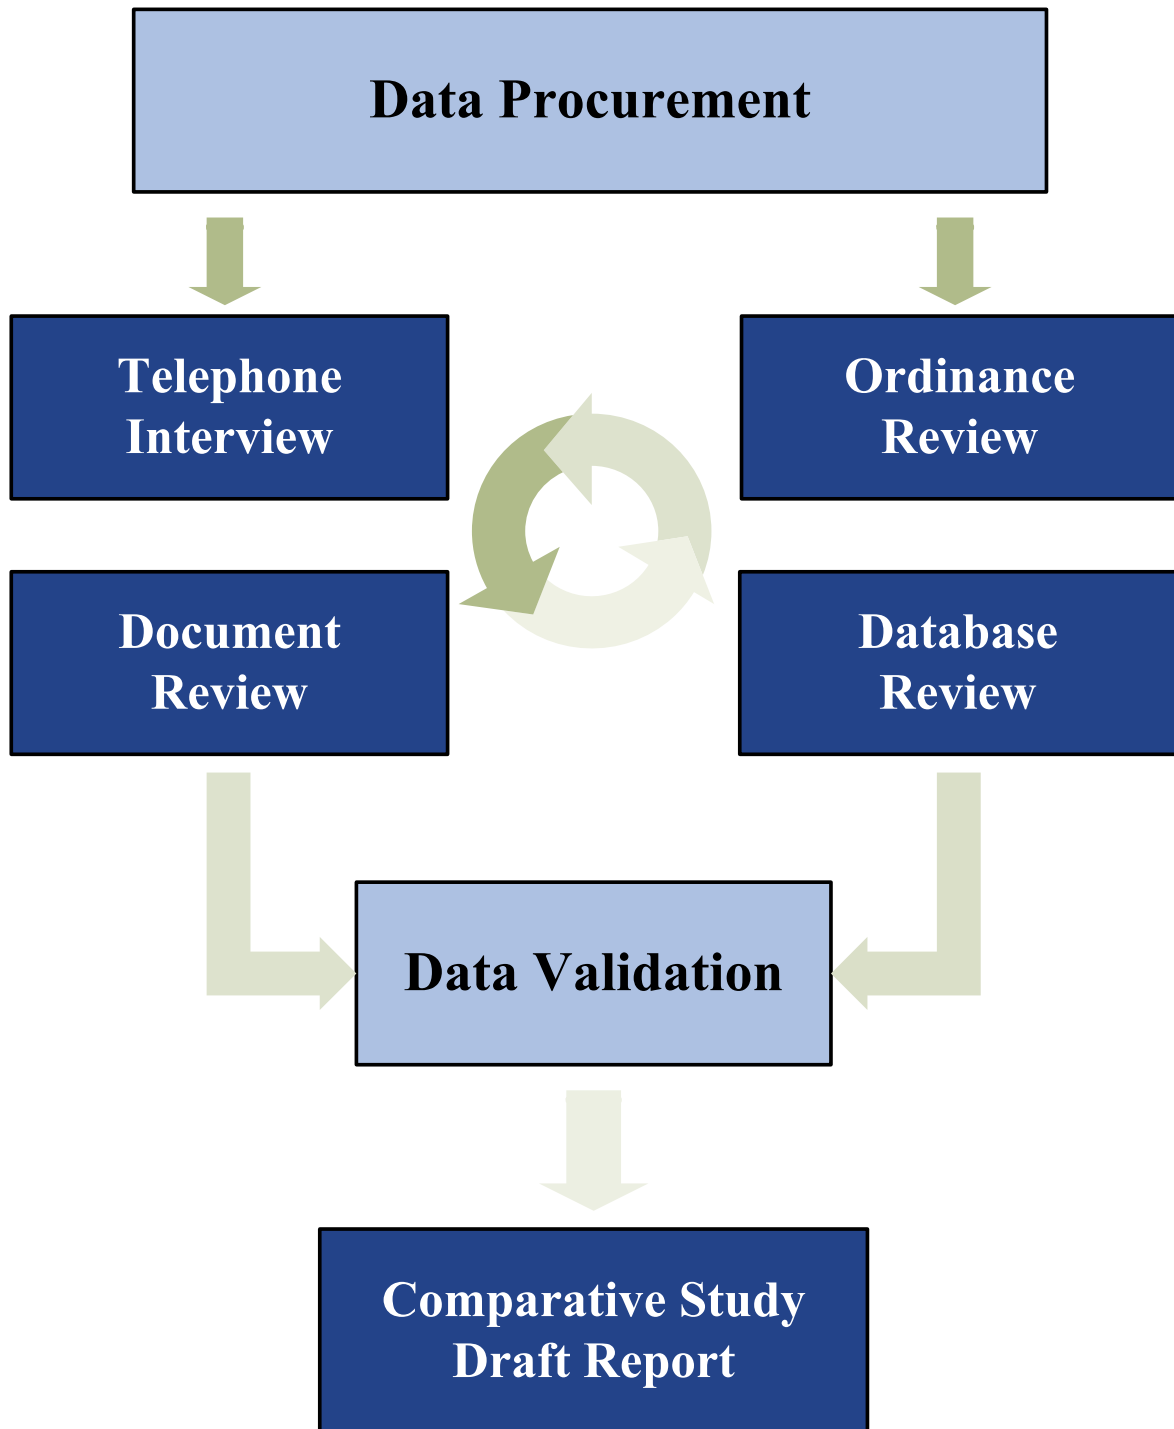 Data Procurement
Telephone
Interview
Ordinance
Review
Document
Review
Database
Review
Data Validation
Comparative Study
Draft Report